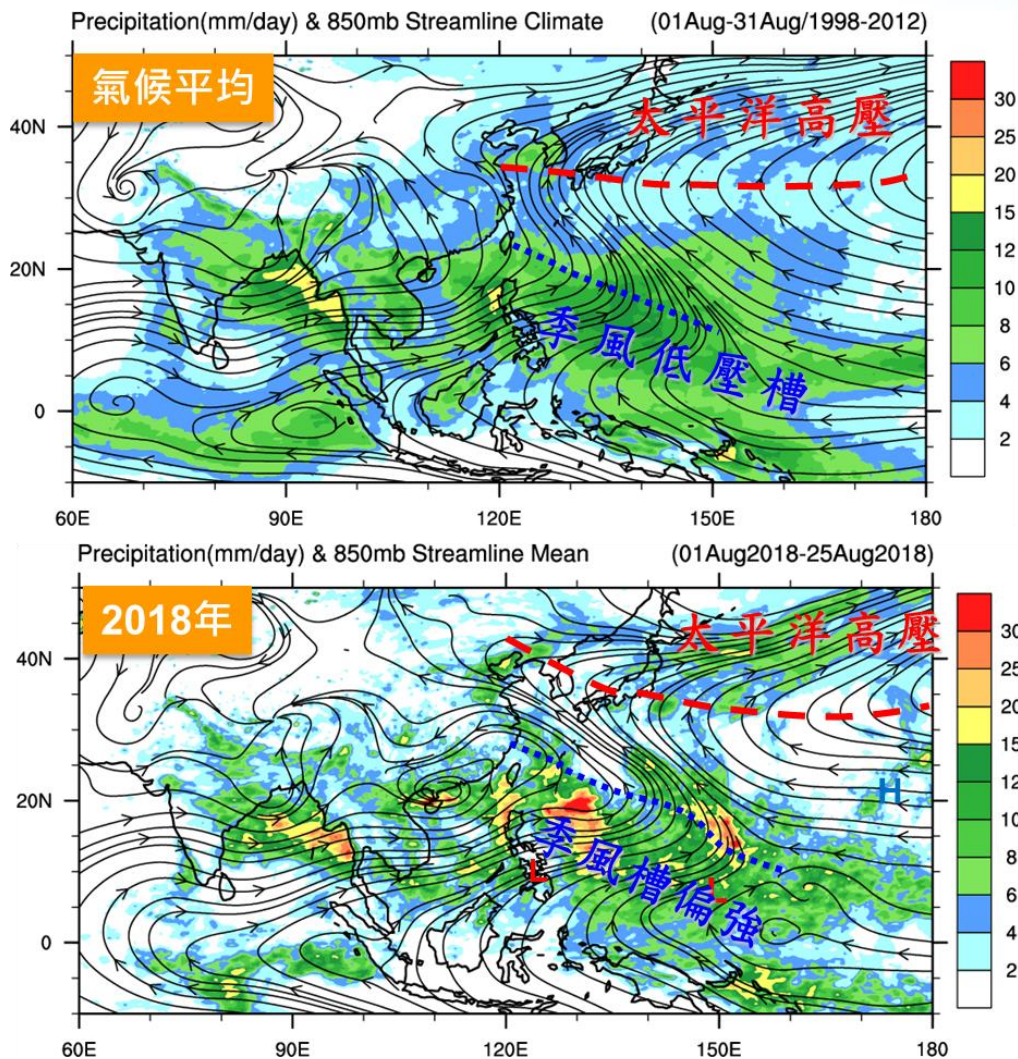 Precipitation(mm/day) & 850mb Streamline Climate (01Aug-31Aug/1998-2012)
氣候平均
太平洋高壓
季風低壓槽
40N
20N
0
60E 90E 120E 150E 180
30
25
20
15
12
10
8
6
4
2
Precipitation(mm/day) & 850mb Streamline Mean (01Aug2018-25Aug2018)
2018年
太平洋高壓
H
季風槽偏強
L
L
40N
20N
0
60E 90E 120E 150E 180
30
25
20
15
12
10
8
6
4
2